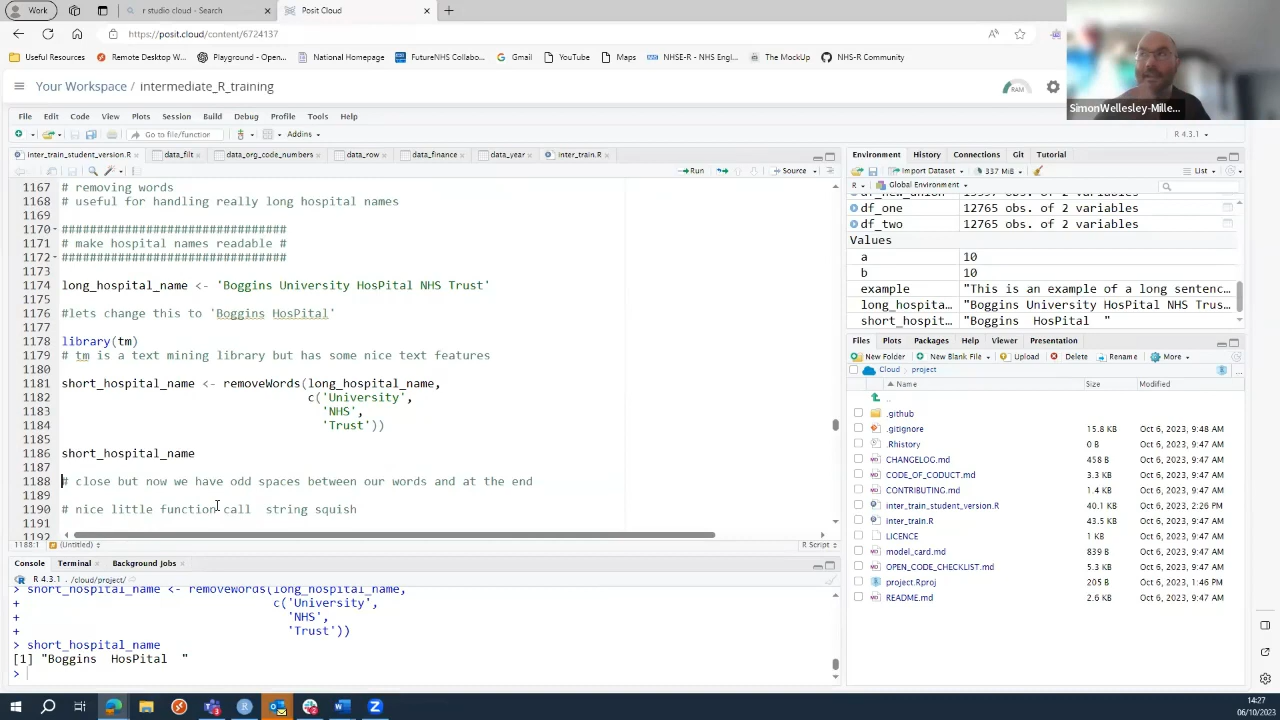 Work
r studio cloud - Search
Posit Cloud
https://posit.cloud/content/6724137
Useful Resources
Remote Desktop W...
Playground - Open...
National Homepage
FutureNHS Collabo...
Gmail
YouTube
Maps
NHSE-R - NHS Engl...
The MockUp
NHS-R Community
Your Workspace / intermediate_R_training
RAM
SimonWellesley-Mille...
File Edit Code View Plots Session Build Debug Profile Tools Help
Go to file/function
Addins
R 4.3.1
inter_train_student_version.R
data_filt
data_org_code_numbers
data_row
data_finance
data_year
inter_train.R
Run
Source
1167 # removing words
1168 # useful for handling really long hospital names
1169
1170 ################################
1171 # make hospital names readable #
1172 ################################
1173
1174 long_hospital_name <- 'Boggins University HosPital NHS Trust'
1175
1176 #lets change this to 'Boggins HosPital'
1177
1178 library(tm)
1179 # tm is a text mining library but has some nice text features
1180
1181 short_hospital_name <- removeWords(long_hospital_name,
1182 c('University',
1183 'NHS',
1184 'Trust'))
1185
1186 short_hospital_name
1187
1188 # close but now we have odd spaces between our words and at the end
1189
1190 # nice little function call  string squish
1191
1192
1188:1 (Untitled)
R Script
Console Terminal Background Jobs
R 4.3.1 . /cloud/project/
> short_hospital_name <- removeWords(long_hospital_name,
+ c('University',
+ 'NHS',
+ 'Trust'))
> short_hospital_name
[1] "Boggins  HosPital  "
>
Environment History Connections Git Tutorial
Import Dataset
337 MiB
List
R
Global Environment
df_new_union
df_one 12765 obs. of 2 variables
df_two 12765 obs. of 2 variables
Values
a 10
b 10
example "This is an example of a long sentenc...
long_hospita... "Boggins University HosPital NHS Trus...
short_hospit... "Boggins  HosPital  "
Files Plots Packages Help Viewer Presentation
New Folder New Blank File Upload Delete Rename More
Cloud project
...
Name Size Modified
..
.github
.gitignore 15.8 KB Oct 6, 2023, 9:48 AM
.Rhistory 0 B Oct 6, 2023, 9:47 AM
CHANGELOG.md 458 B Oct 6, 2023, 9:47 AM
CODE_OF_CODUCT.md 3.3 KB Oct 6, 2023, 9:47 AM
CONTRIBUTING.md 1.4 KB Oct 6, 2023, 9:47 AM
inter_train_student_version.R 40.1 KB Oct 6, 2023, 2:26 PM
inter_train.R 43.5 KB Oct 6, 2023, 9:47 AM
LICENCE 1 KB Oct 6, 2023, 9:47 AM
model_card.md 839 B Oct 6, 2023, 9:47 AM
OPEN_CODE_CHECKLIST.md 5.3 KB Oct 6, 2023, 9:47 AM
project.Rproj 205 B Oct 6, 2023, 1:46 PM
README.md 2.6 KB Oct 6, 2023, 9:47 AM
14:27
06/10/2023